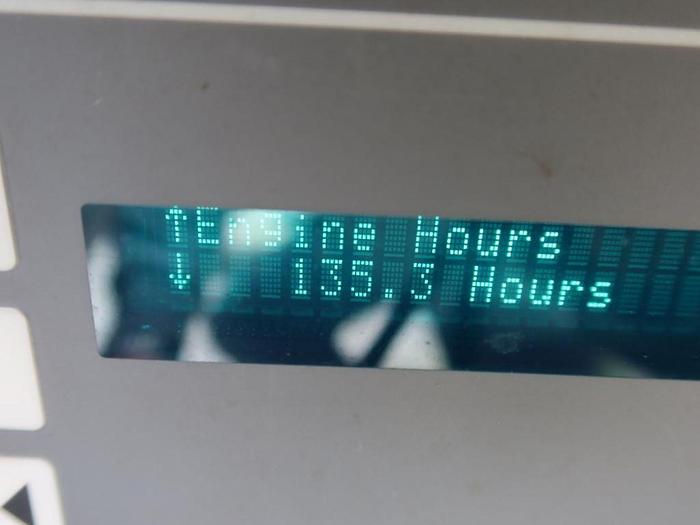 ↑Engine Hours
↓ 135.3 Hours